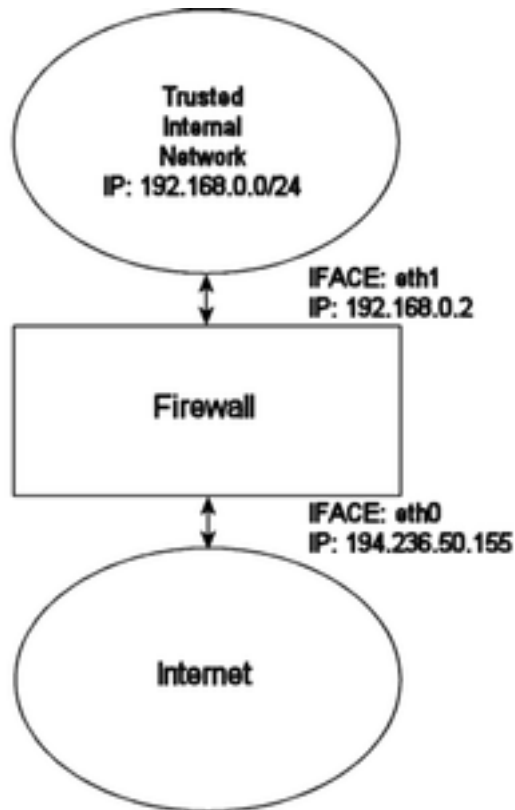 Trusted
Internal
Network
IP: 192.168.0.0/24
IFACE: eth1
IP: 192.168.0.2
Firewall
IFACE: eth0
IP: 194.236.50.155
Internet